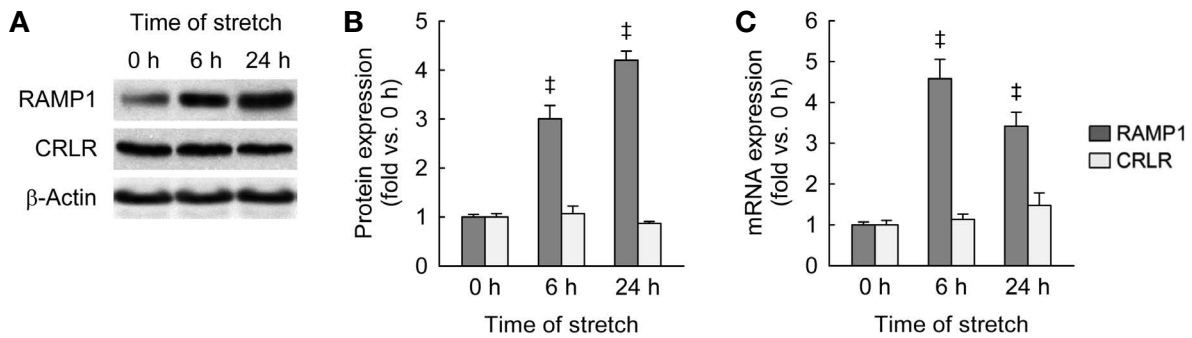 A
Time of stretch
0 h 6 h 24 h
RAMP1
CRLR
β-Actin
B
Protein expression
(fold vs. 0 h)
5
4
3
2
1
0
‡
‡
0 h 6 h 24 h
Time of stretch
C
mRNA expression
(fold vs. 0 h)
6
5
4
3
2
1
0
‡
‡
0 h 6 h 24 h
Time of stretch
RAMP1
CRLR